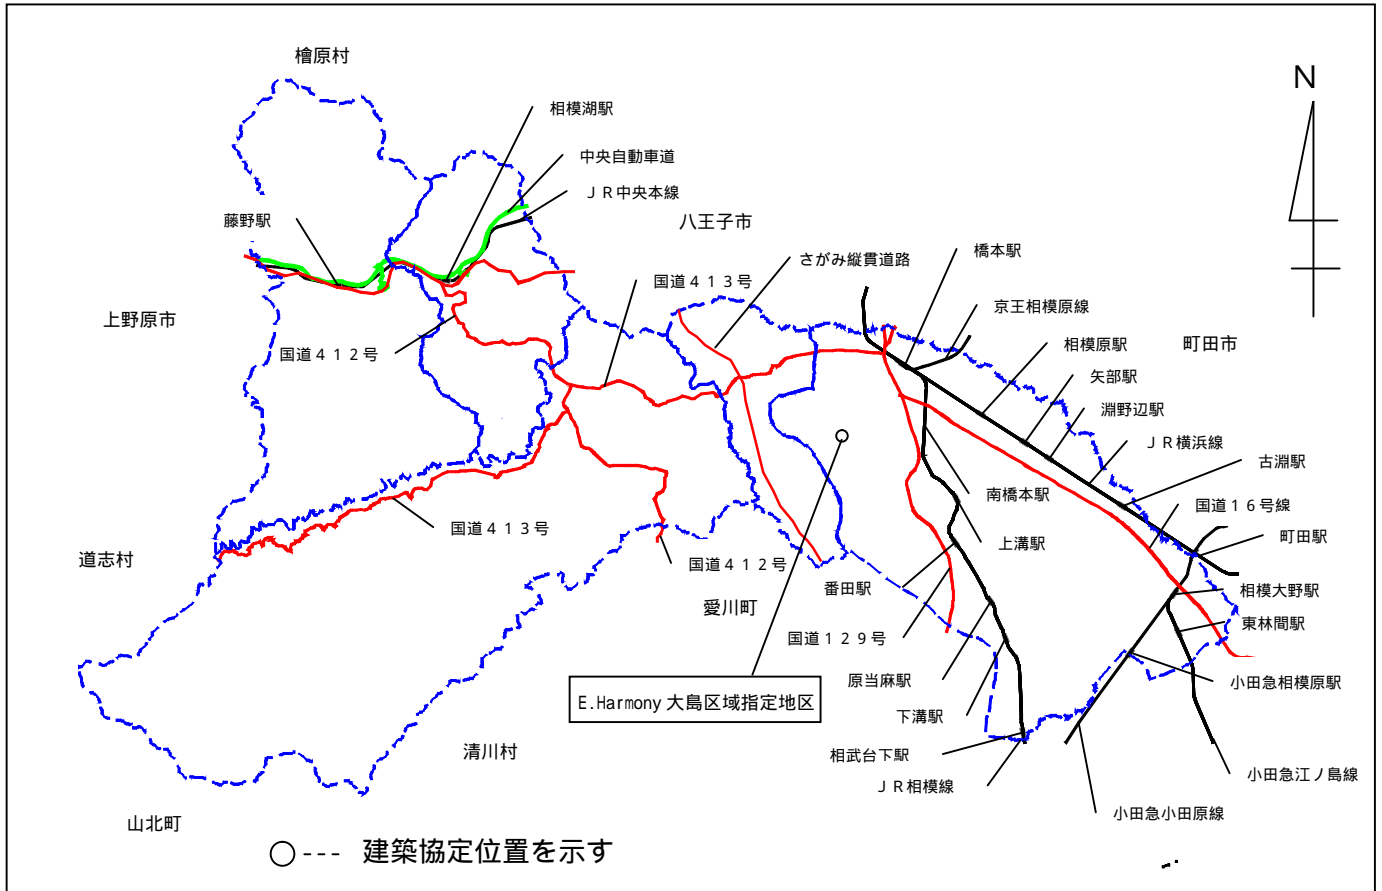 檜原村
N
相模湖駅
中央自動車道
ＪＲ中央本線
藤野駅
八王子市
橋本駅
さがみ縦貫道路
国道４１３号
京王相模原線
上野原市
相模原駅
町田市
国道４１２号
矢部駅
淵野辺駅
ＪＲ横浜線
古淵駅
南橋本駅
国道１６号線
国道４１３号
町田駅
上溝駅
道志村
国道４１２号
番田駅
相模大野駅
愛川町
東林間駅
国道１２９号
原当麻駅
小田急相模原駅
E.Harmony 大島区域指定地区
下溝駅
清川村
相武台下駅
小田急江ノ島線
ＪＲ相模線
小田急小田原線
山北町
○--- 建築協定位置を示す